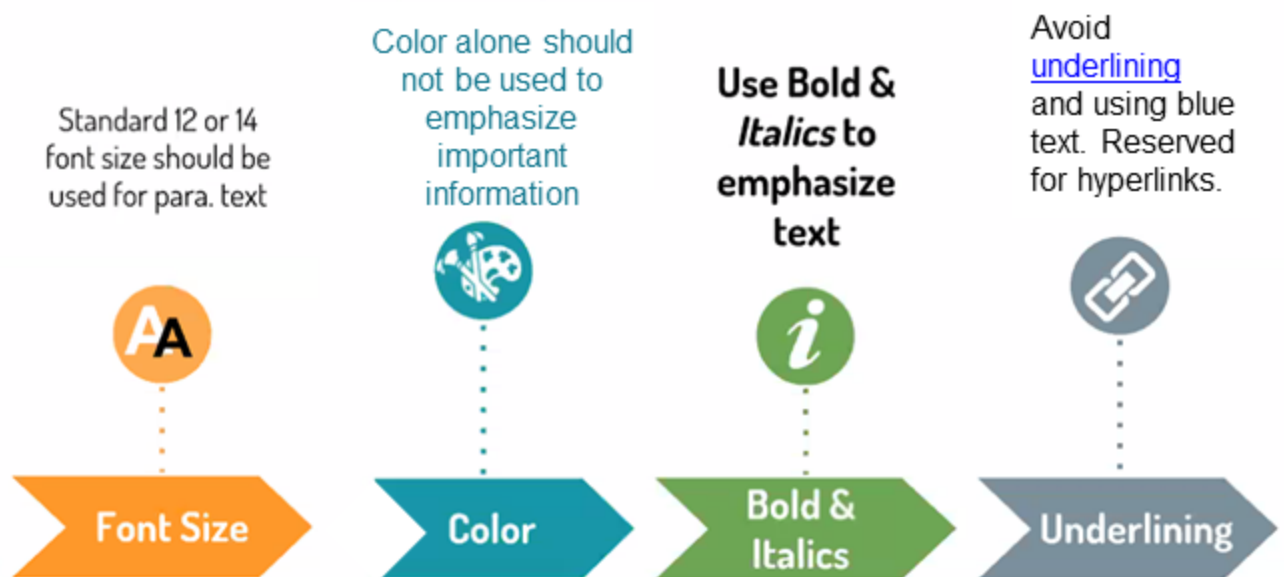 Standard 12 or 14
font size should be
used for para. text
Color alone should
not be used to
emphasize
important
information
Use Bold &
Italics to
emphasize
text
Avoid
underlining
and using blue
text. Reserved
for hyperlinks.
AA
i
Font Size
Color
Bold &
Italics
Underlining